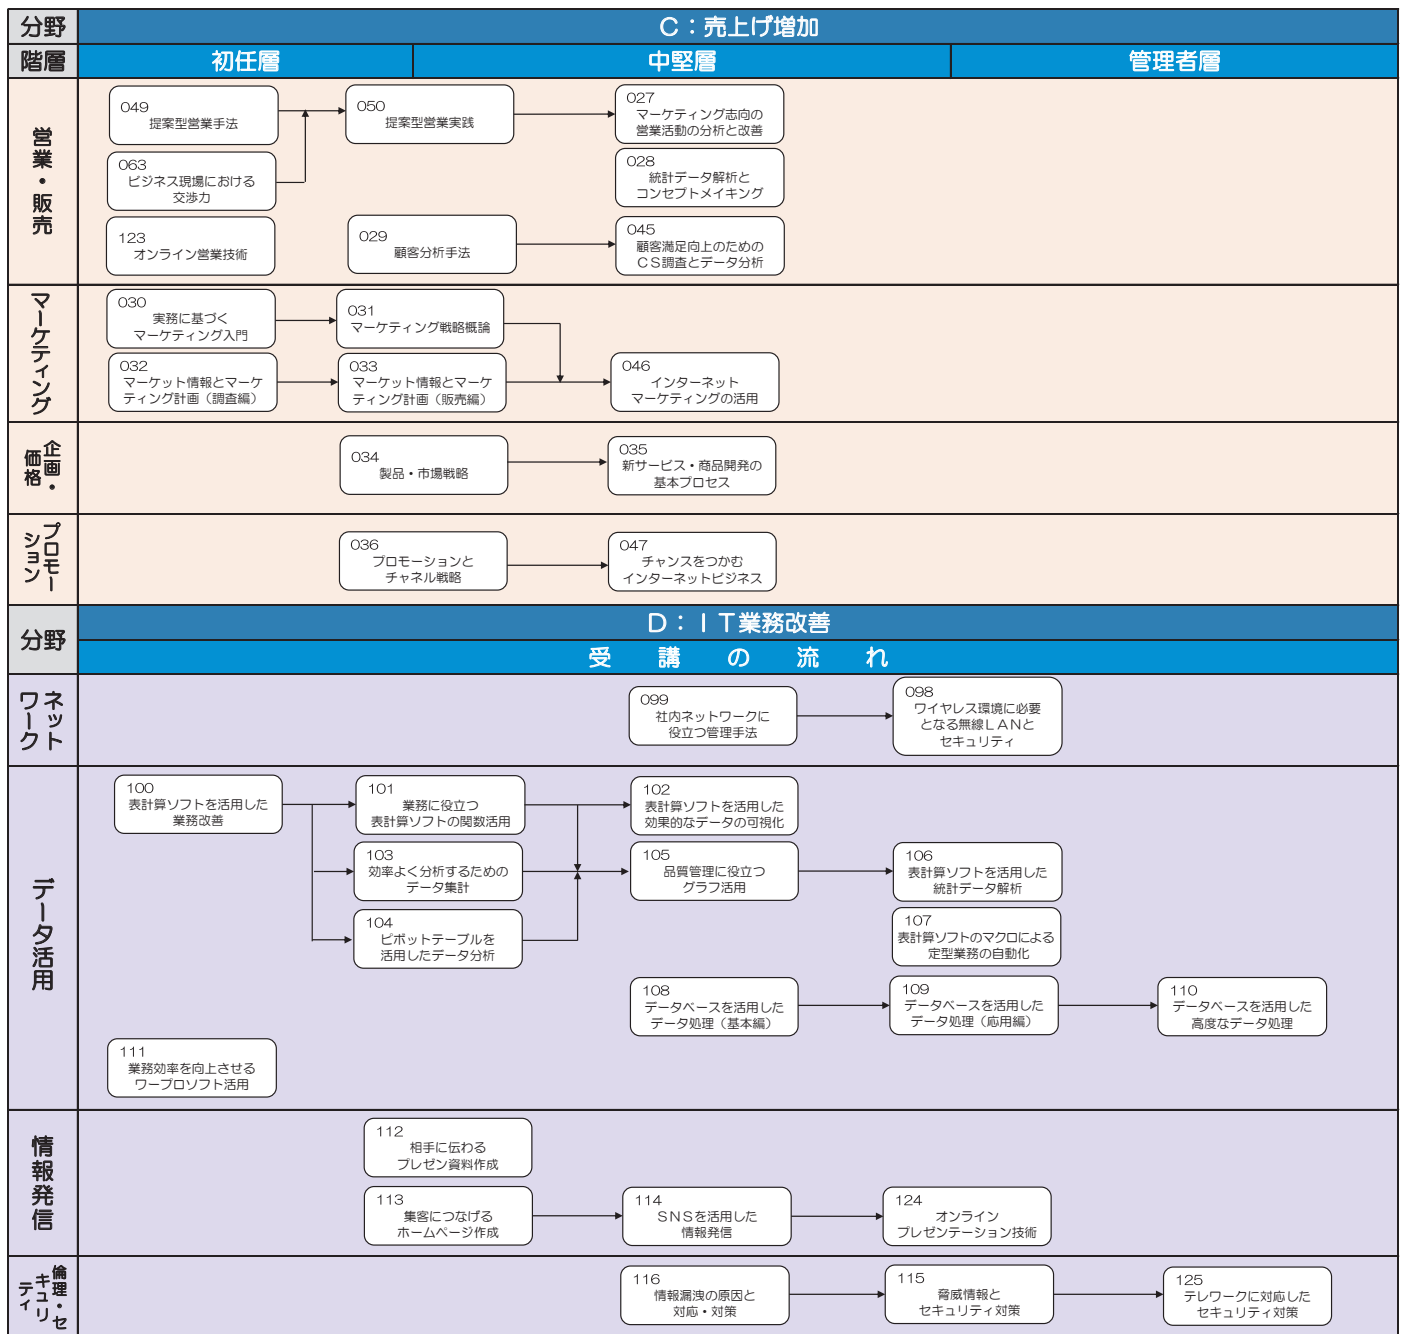 分野
C：売上げ増加
階層
初任層
中堅層
管理者層
営業・販売
049
提案型営業手法
050
提案型営業実践
027
マーケティング志向の
営業活動の分析と改善
063
ビジネス現場における
交渉力
028
統計データ解析と
コンセプトメイキング
123
オンライン営業技術
029
顧客分析手法
045
顧客満足向上のための
ＣＳ調査とデータ分析
マーケティング
030
実務に基づく
マーケティング入門
031
マーケティング戦略概論
032
マーケット情報とマーケ
ティング計画（調査編）
033
マーケット情報とマーケ
ティング計画（販売編）
046
インターネット
マーケティングの活用
企画・
価格
034
製品・市場戦略
035
新サービス・商品開発の
基本プロセス
プロモー
ション
036
プロモーションと
チャネル戦略
047
チャンスをつかむ
インターネットビジネス
分野
D：ＩＴ業務改善
受講の流れ
ネット
ワーク
099
社内ネットワークに
役立つ管理手法
098
ワイヤレス環境に必要
となる無線ＬＡＮと
セキュリティ
データ活用
100
表計算ソフトを活用した
業務改善
101
業務に役立つ
表計算ソフトの関数活用
102
表計算ソフトを活用した
効果的なデータの可視化
103
効率よく分析するための
データ集計
105
品質管理に役立つ
グラフ活用
106
表計算ソフトを活用した
統計データ解析
104
ピボットテーブルを
活用したデータ分析
107
表計算ソフトのマクロによる
定型業務の自動化
108
データベースを活用した
データ処理（基本編）
109
データベースを活用した
データ処理（応用編）
110
データベースを活用した
高度なデータ処理
111
業務効率を向上させる
ワープロソフト活用
情報発信
112
相手に伝わる
プレゼン資料作成
113
集客につなげる
ホームページ作成
114
ＳＮＳを活用した
情報発信
124
オンライン
プレゼンテーション技術
倫理・セ
キュリ
ティ
116
情報漏洩の原因と
対応・対策
115
脅威情報と
セキュリティ対策
125
テレワークに対応した
セキュリティ対策